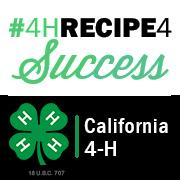 #4HRECIPE4
Success
H H
H H
18 U.S.C. 707
California
4-H